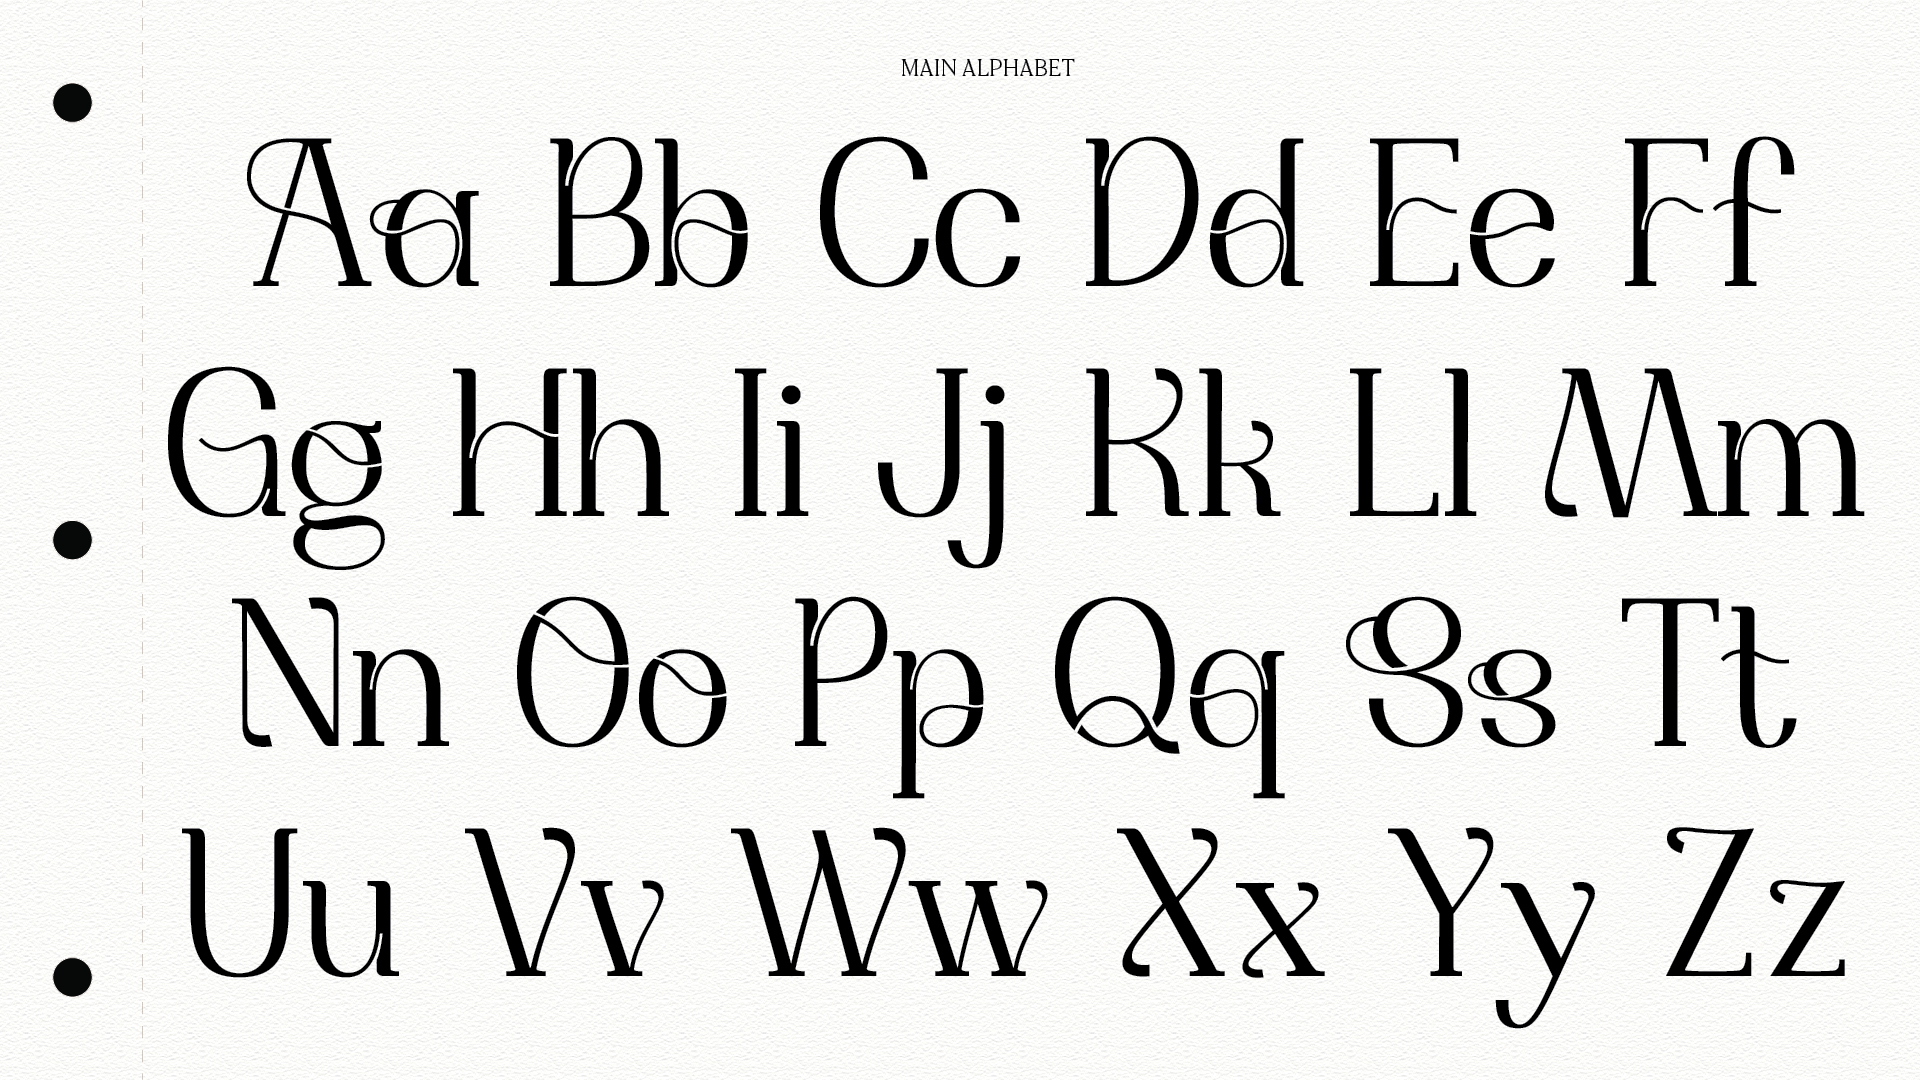 MAIN ALPHABET
Aa Bb Cc Dd Ee Ff
Gg Hh Ii Jj Kk Ll Mm
Nn Oo Pp Qq Ss Tt
Uu Vv Ww Xx Yy Zz